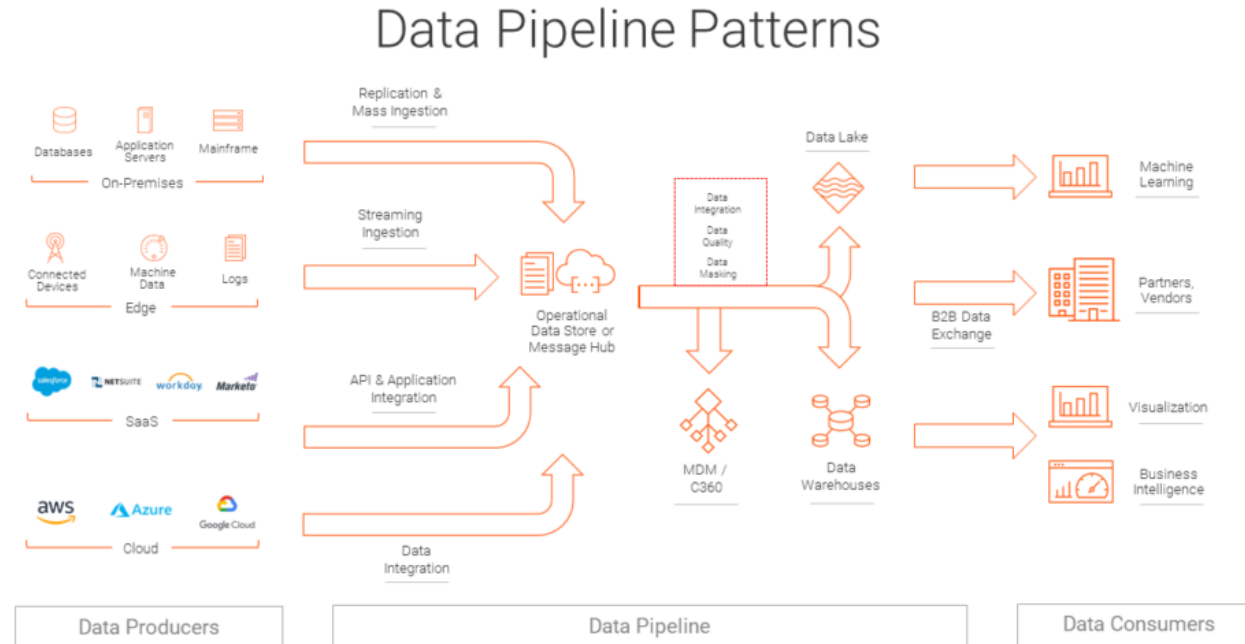 Data Pipeline Patterns
Replication &
Mass Ingestion
Databases
Application
Servers
Mainframe
On-Premises
Streaming
Ingestion
Connected
Devices
Machine
Data
Logs
Edge
salesforce
NETSUITE
workday.
Marketo
SaaS
API & Application
Integration
aws
Azure
Google Cloud
Cloud
Data
Integration
Operational
Data Store or
Message Hub
Data
Integration
Data
Quality
Data
Masking
Data Lake
MDM /
C360
Data
Warehouses
B2B Data
Exchange
Machine
Learning
Partners,
Vendors
Visualization
Business
Intelligence
Data Producers
Data Pipeline
Data Consumers